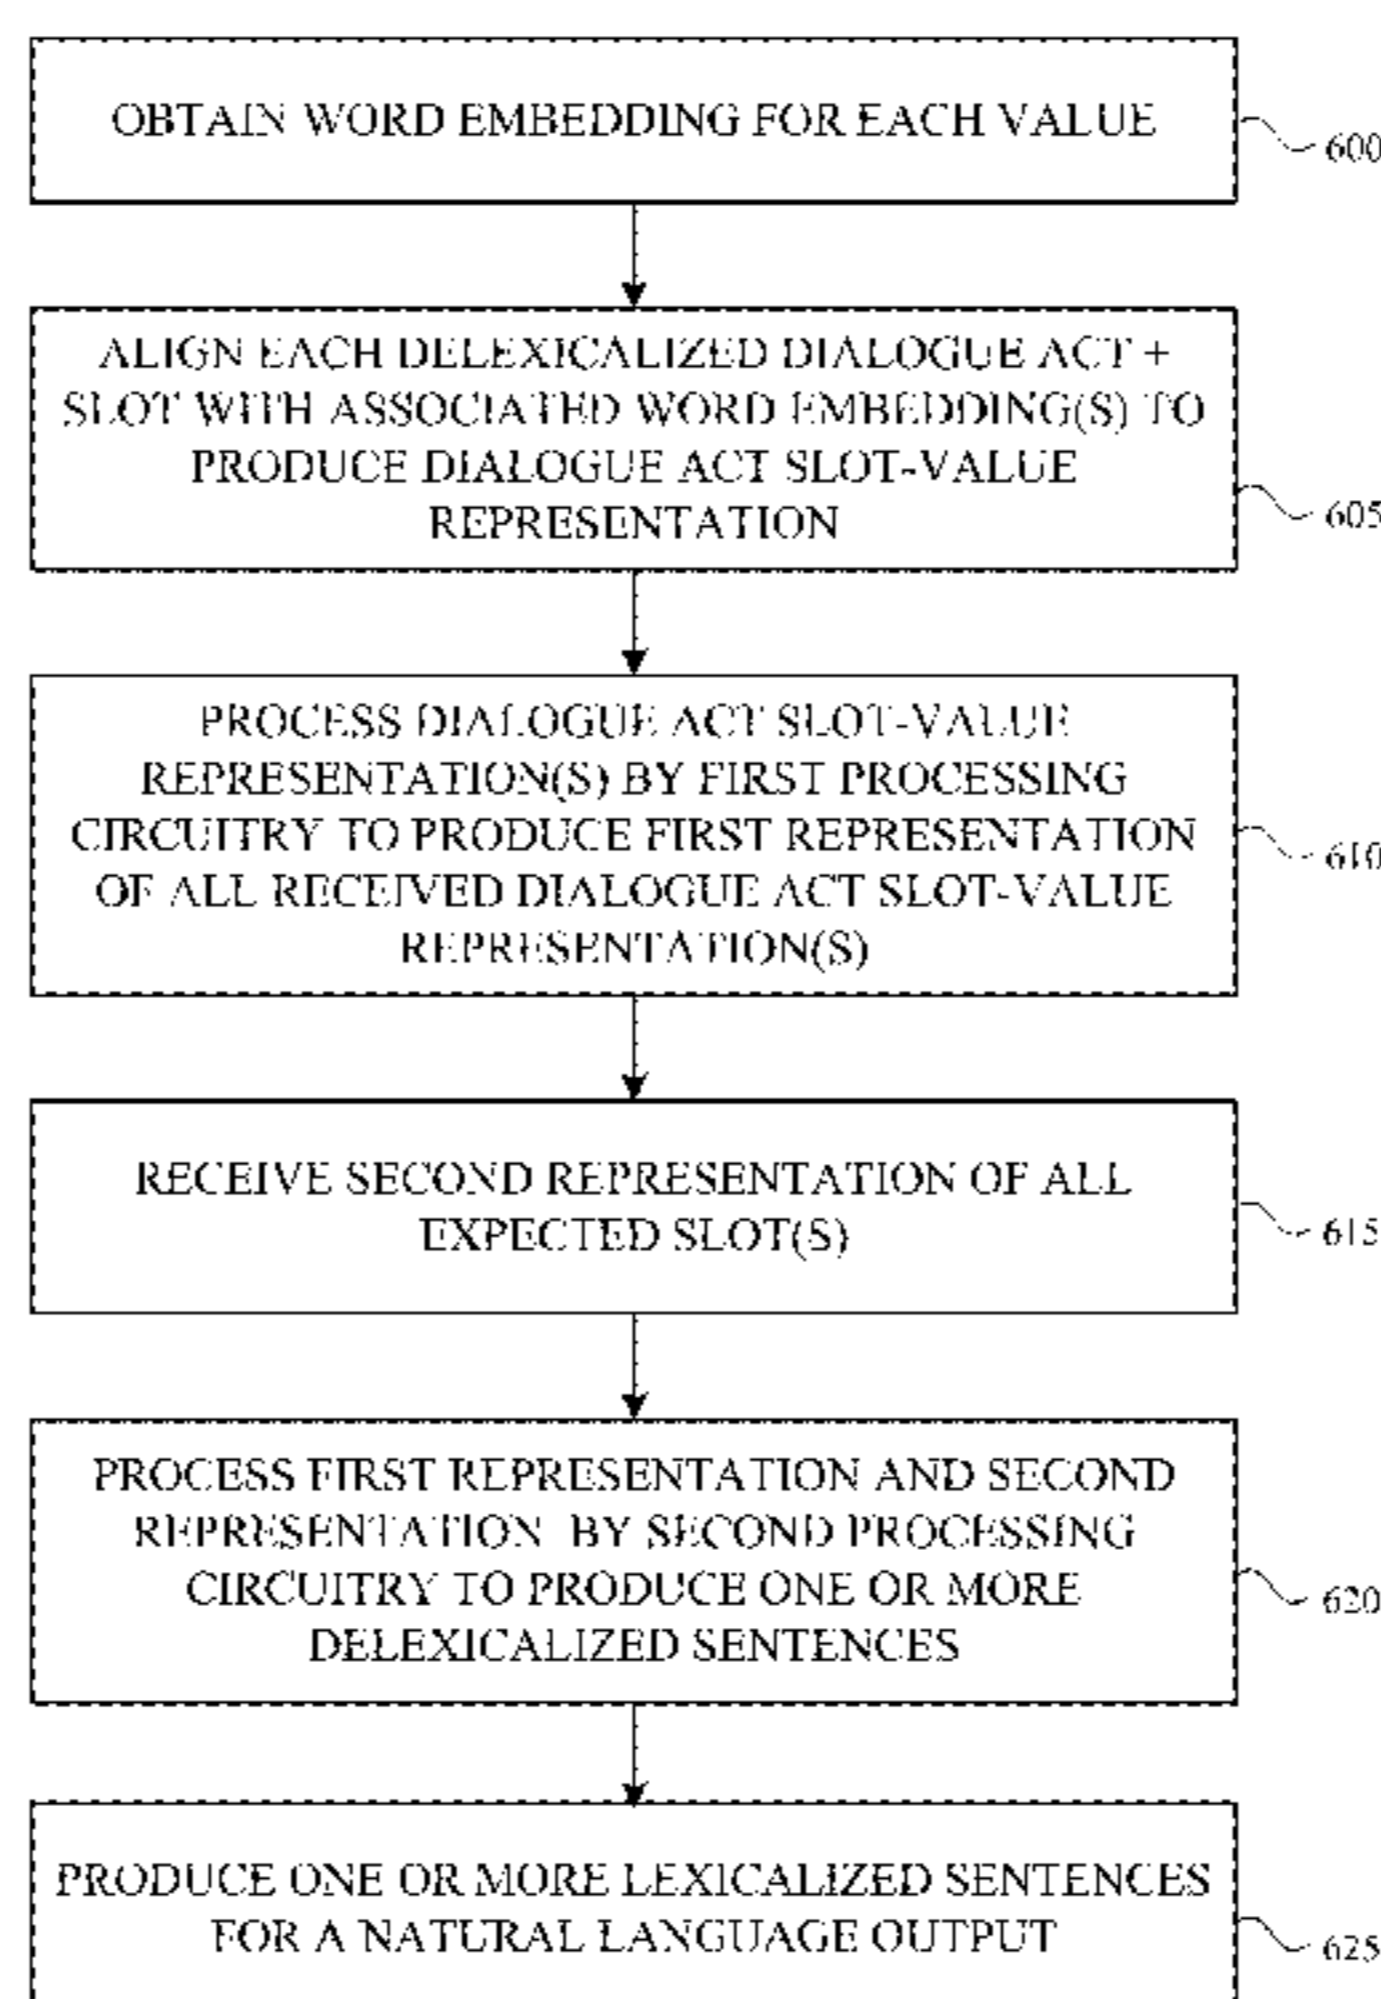 OBTAIN WORD EMBEDDING FOR EACH VALUE
600
ALIGN EACH DELEXICALIZED DIALOGUE ACT +
SLOT WITH ASSOCIATED WORD EMBEDDING(S) TO
PRODUCE DIALOGUE ACT SLOT-VALUE
REPRESENTATION
605
PROCESS DIALOGUE ACT SLOT-VALUE
REPRESENTATION(S) BY FIRST PROCESSING
CIRCUITRY TO PRODUCE FIRST REPRESENTATION
OF ALL RECEIVED DIALOGUE ACT SLOT-VALUE
REPRESENTATION(S)
610
RECEIVE SECOND REPRESENTATION OF ALL
EXPECTED SLOT(S)
615
PROCESS FIRST REPRESENTATION AND SECOND
REPRESENTATION BY SECOND PROCESSING
CIRCUITRY TO PRODUCE ONE OR MORE
DELEXICALIZED SENTENCES
620
PRODUCE ONE OR MORE LEXICALIZED SENTENCES
FOR A NATURAL LANGUAGE OUTPUT
625